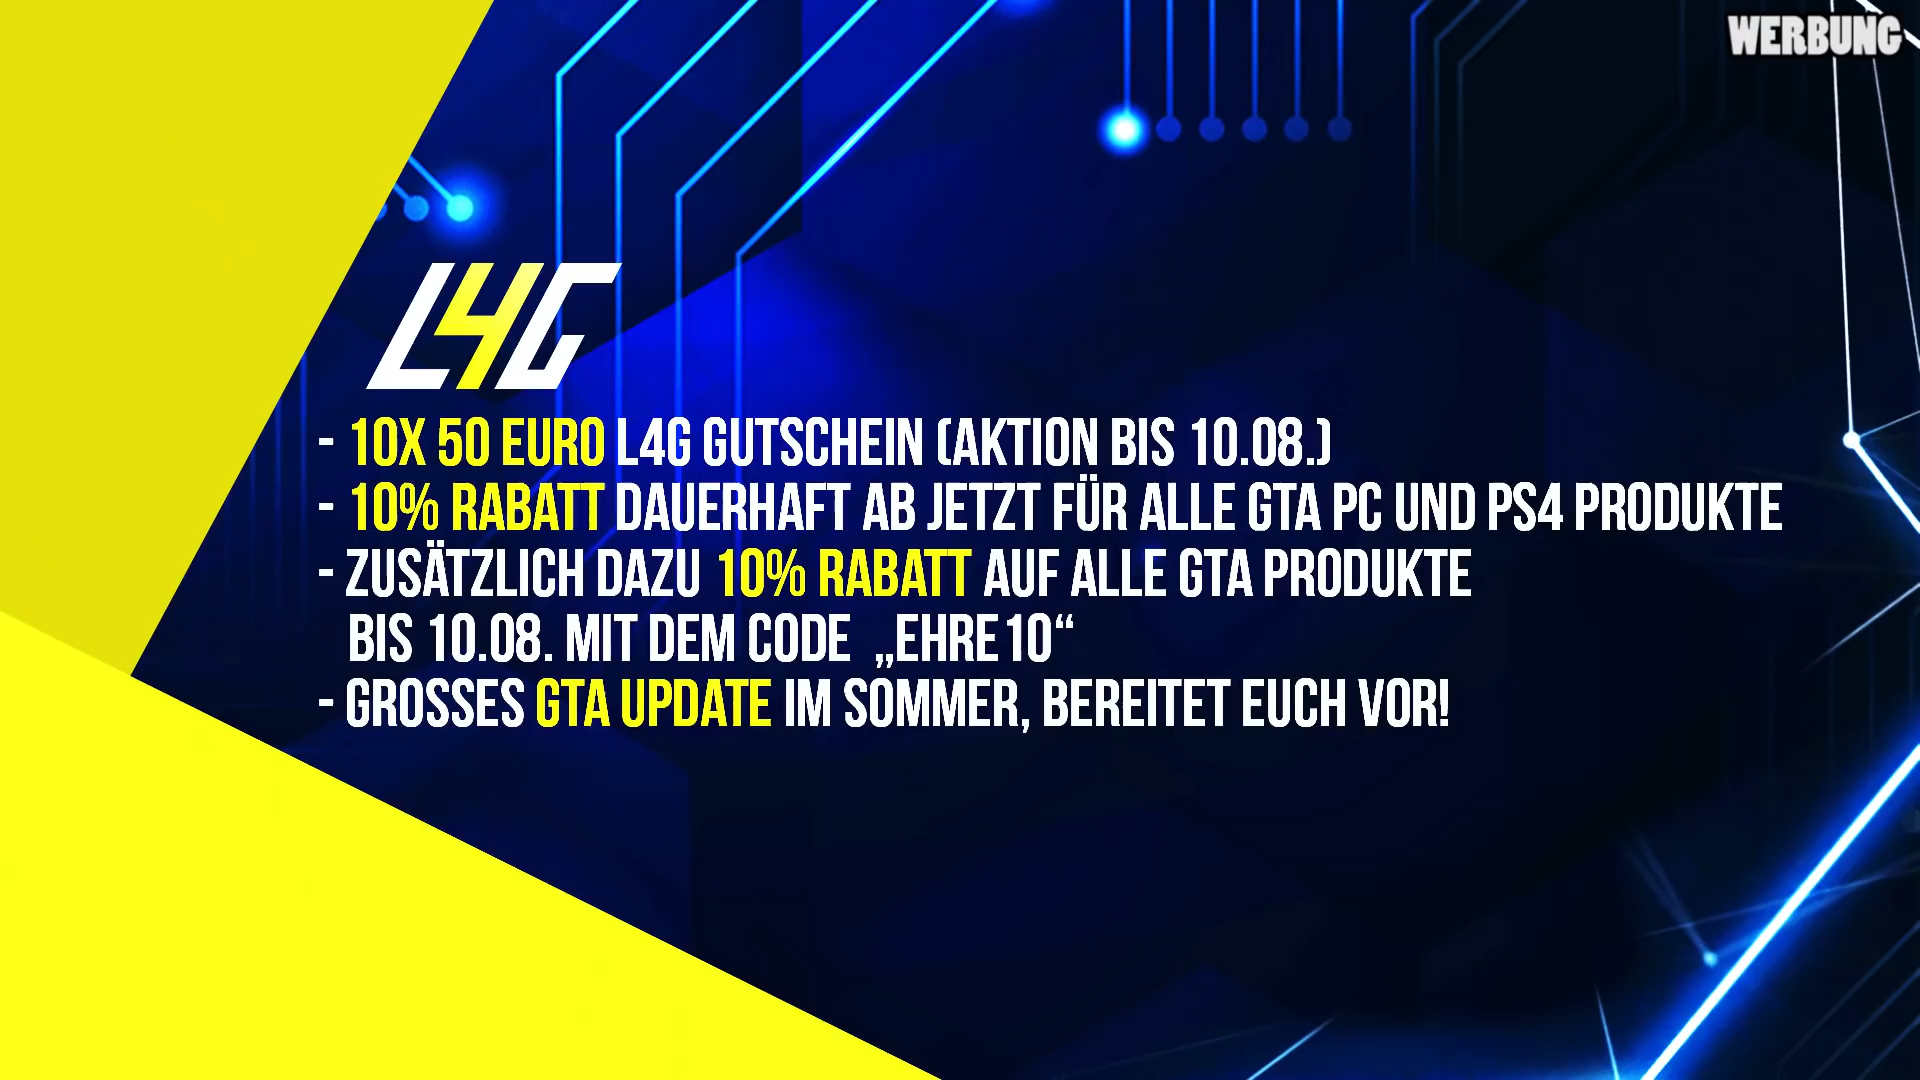 WERBUNG
L4G
- 10X 50 EURO L4G GUTSCHEIN (AKTION BIS 10.08.)
- 10% RABATT DAUERHAFT AB JETZT FÜR ALLE GTA PC UND PS4 PRODUKTE
- ZUSÄTZLICH DAZU 10% RABATT AUF ALLE GTA PRODUKTE
BIS 10.08. MIT DEM CODE „EHRE10“
- GROSSES GTA UPDATE IM SOMMER, BEREITET EUCH VOR!